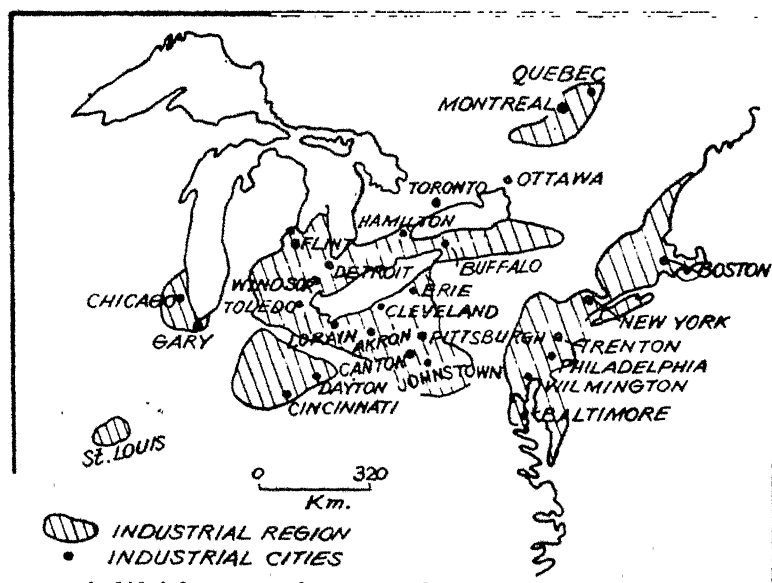 QUEBEC
MONTREAL
OTTAWA
TORONTO
HAMILTON
FLINT
DETROIT
BUFFALO
BOSTON
WINDSOR
ERIE
CHICAGO
TOLEDO
CLEVELAND
NEW YORK
GARY
LORAIN
AKRON
PITTSBURGH
TRENTON
CANTON
PHILADELPHIA
JOHNSTOWN
DAYTON
WILMINGTON
CINCINNATI
BALTIMORE
St. LOUIS
0 320
Km.
INDUSTRIAL REGION
INDUSTRIAL CITIES